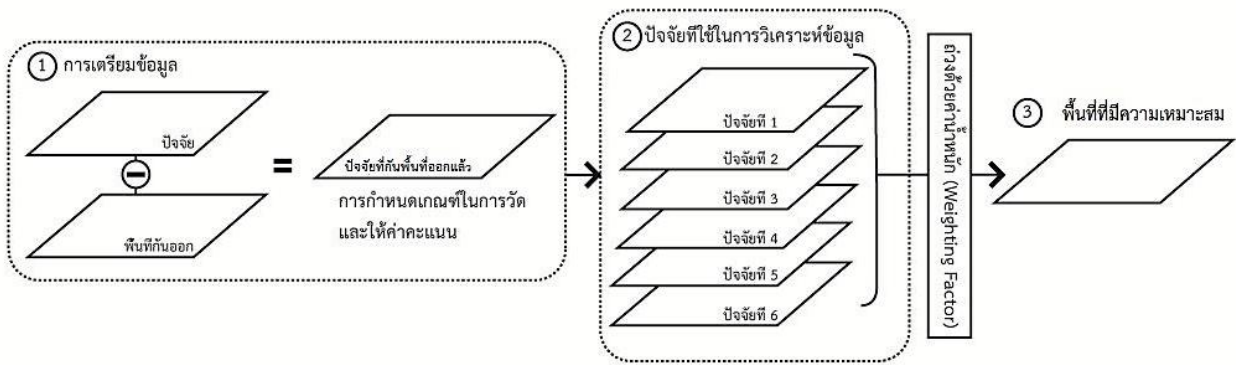 1 การเตรียมข้อมูล
ปัจจัย
พื้นที่กันออก
=
ปัจจัยที่กันพื้นที่ออกแล้ว
การกำหนดเกณฑ์ในการวัด
และให้ค่าคะแนน
2 ปัจจัยที่ใช้ในการวิเคราะห์ข้อมูล
ปัจจัยที่ 1
ปัจจัยที่ 2
ปัจจัยที่ 3
ปัจจัยที่ 4
ปัจจัยที่ 5
ปัจจัยที่ 6
ถ่วงด้วยค่าน้ำหนัก (Weighting Factor)
3 พื้นที่ที่มีความเหมาะสม